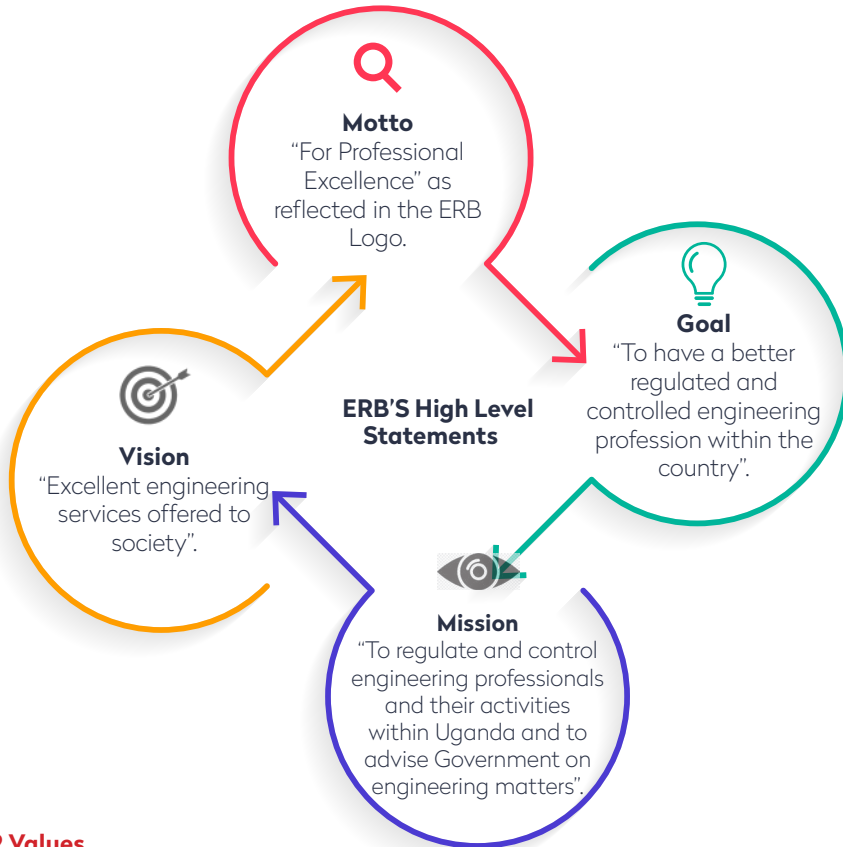 Motto
“For Professional
Excellence” as
reflected in the ERB
Logo.
Goal
“To have a better
regulated and
controlled engineering
profession within the
country”.
ERB’S High Level
Statements
Vision
“Excellent engineering
services offered to
society”.
Mission
“To regulate and control
engineering professionals
and their activities
within Uganda and to
advise Government on
engineering matters”.
Values